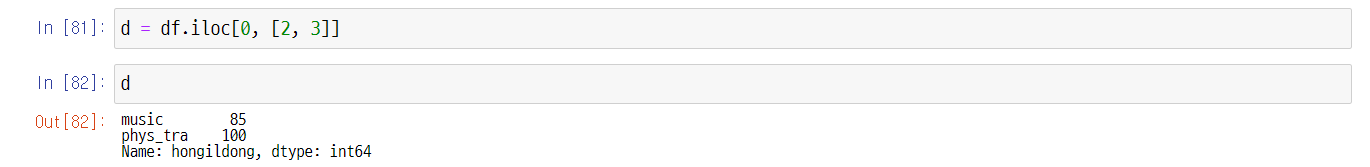 In [81]: d = df.iloc[0, [2, 3]]
In [82]: d
Out[82]: music 85
phys_tra 100
Name: hongildong, dtype: int64